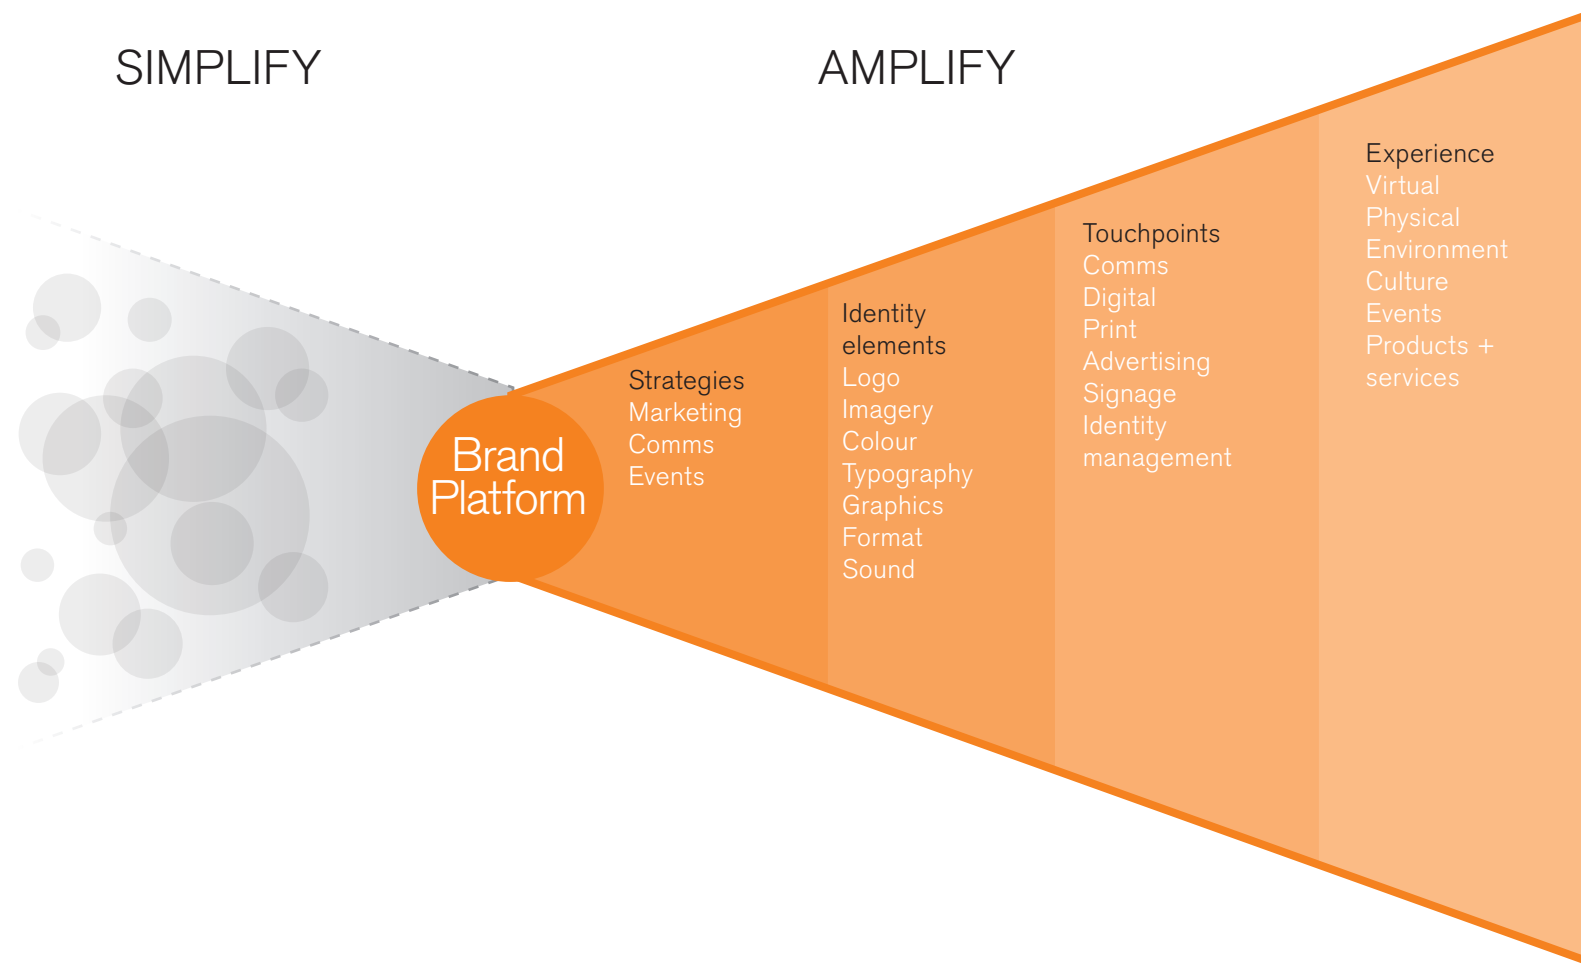 SIMPLIFY
AMPLIFY
Brand
Platform
Strategies
Marketing
Comms
Events
Identity
elements
Logo
Imagery
Colour
Typography
Graphics
Format
Sound
Touchpoints
Comms
Digital
Print
Advertising
Signage
Identity
management
Experience
Virtual
Physical
Environment
Culture
Events
Products +
services